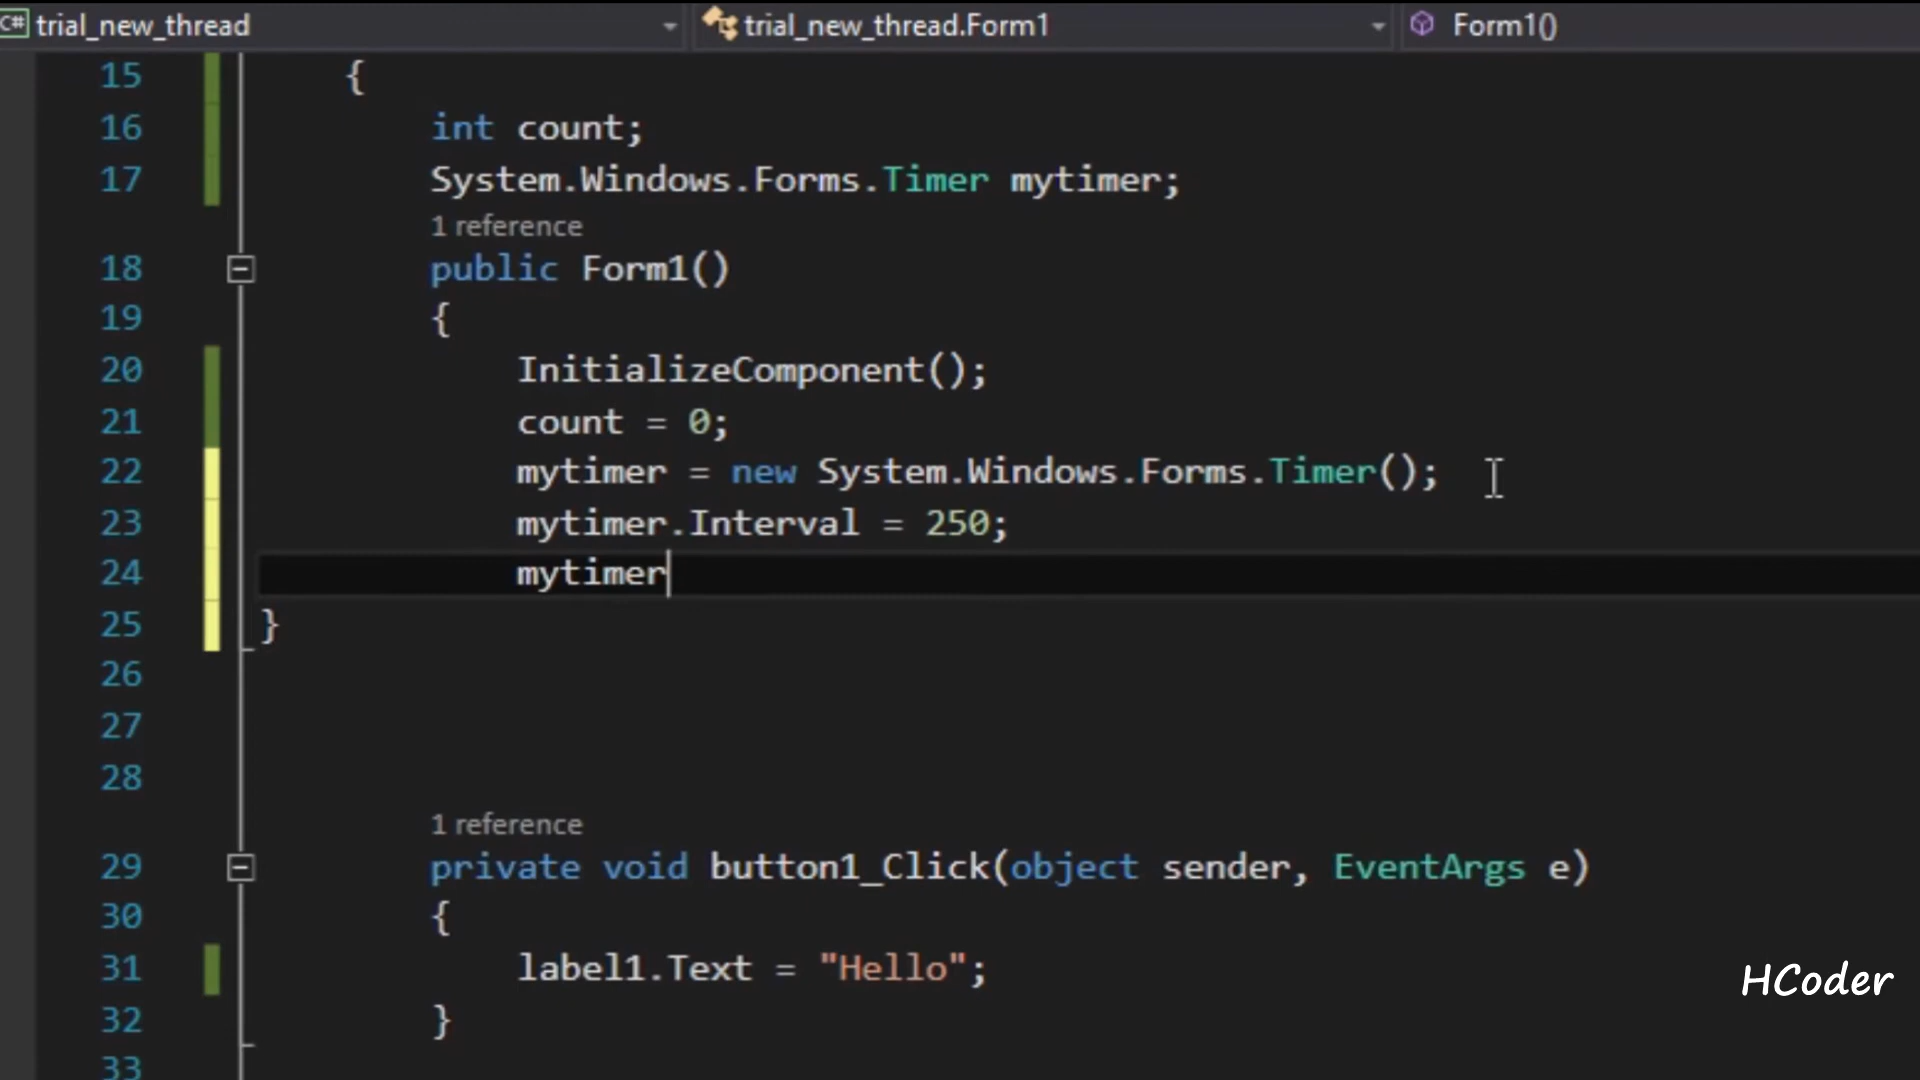 C# trial_new_thread trial_new_thread.Form1 Form1()
15 {
16 int count;
17 System.Windows.Forms.Timer mytimer;
1 reference
18 public Form1()
19 {
20 InitializeComponent();
21 count = 0;
22 mytimer = new System.Windows.Forms.Timer();
23 mytimer.Interval = 250;
24 mytimer
25 }
26
27
28
1 reference
29 private void button1_Click(object sender, EventArgs e)
30 {
31 label1.Text = "Hello";
32 }
33
HCoder